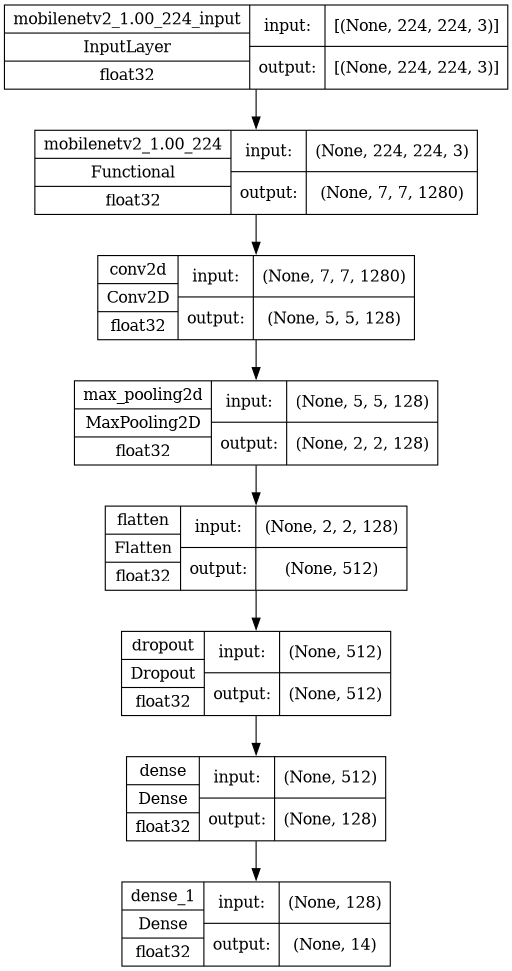 mobilenetv2_1.00_224_input
InputLayer
float32
input:
[(None, 224, 224, 3)]
output:
[(None, 224, 224, 3)]
mobilenetv2_1.00_224
Functional
float32
input:
(None, 224, 224, 3)
output:
(None, 7, 7, 1280)
conv2d
Conv2D
float32
input:
(None, 7, 7, 1280)
output:
(None, 5, 5, 128)
max_pooling2d
MaxPooling2D
float32
input:
(None, 5, 5, 128)
output:
(None, 2, 2, 128)
flatten
Flatten
float32
input:
(None, 2, 2, 128)
output:
(None, 512)
dropout
Dropout
float32
input:
(None, 512)
output:
(None, 512)
dense
Dense
float32
input:
(None, 512)
output:
(None, 128)
dense_1
Dense
float32
input:
(None, 128)
output:
(None, 14)